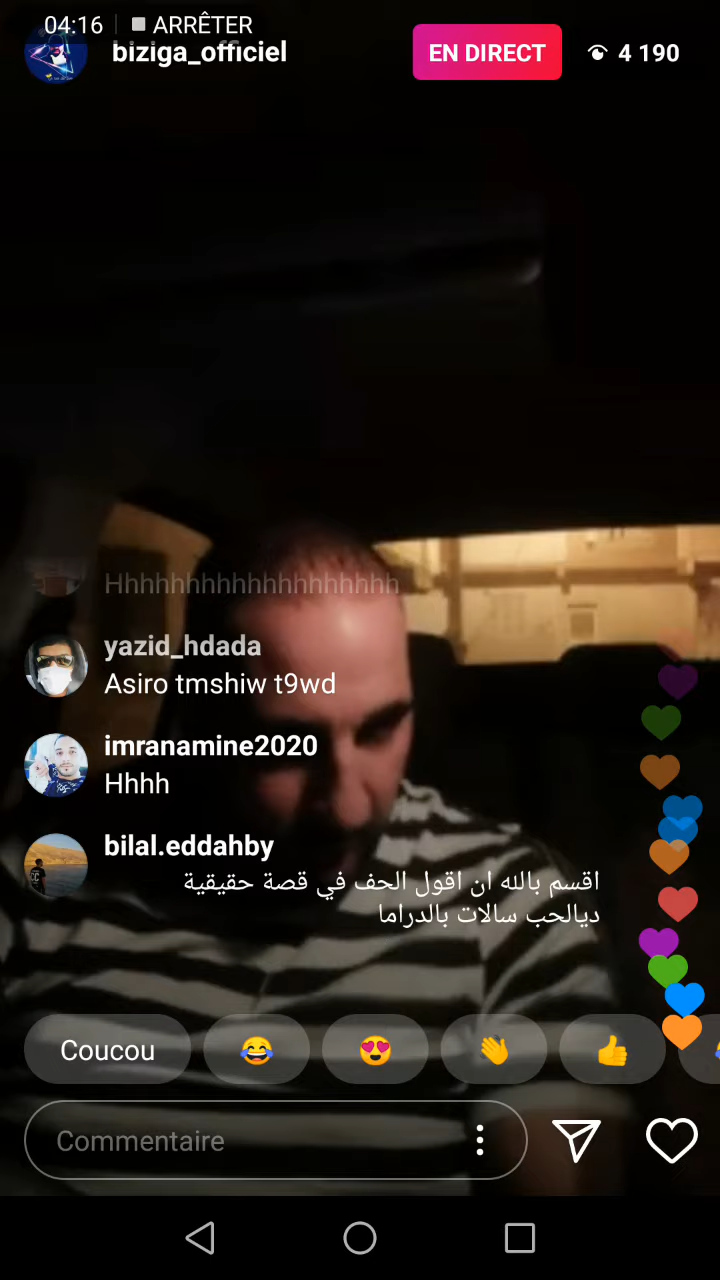 04:16 ARRÊTER
biziga_officiel
EN DIRECT
4 190
Hhhhhhhhhhhhhhhhhhhh
yazid_hdada
Asiro tmshiw t9wd
imranamine2020
Hhhh
bilal.eddahby
اقسم بالله ان اقول الحف في قصة حقيقية
ديالحب سالات بالدراما
Coucou
Commentaire